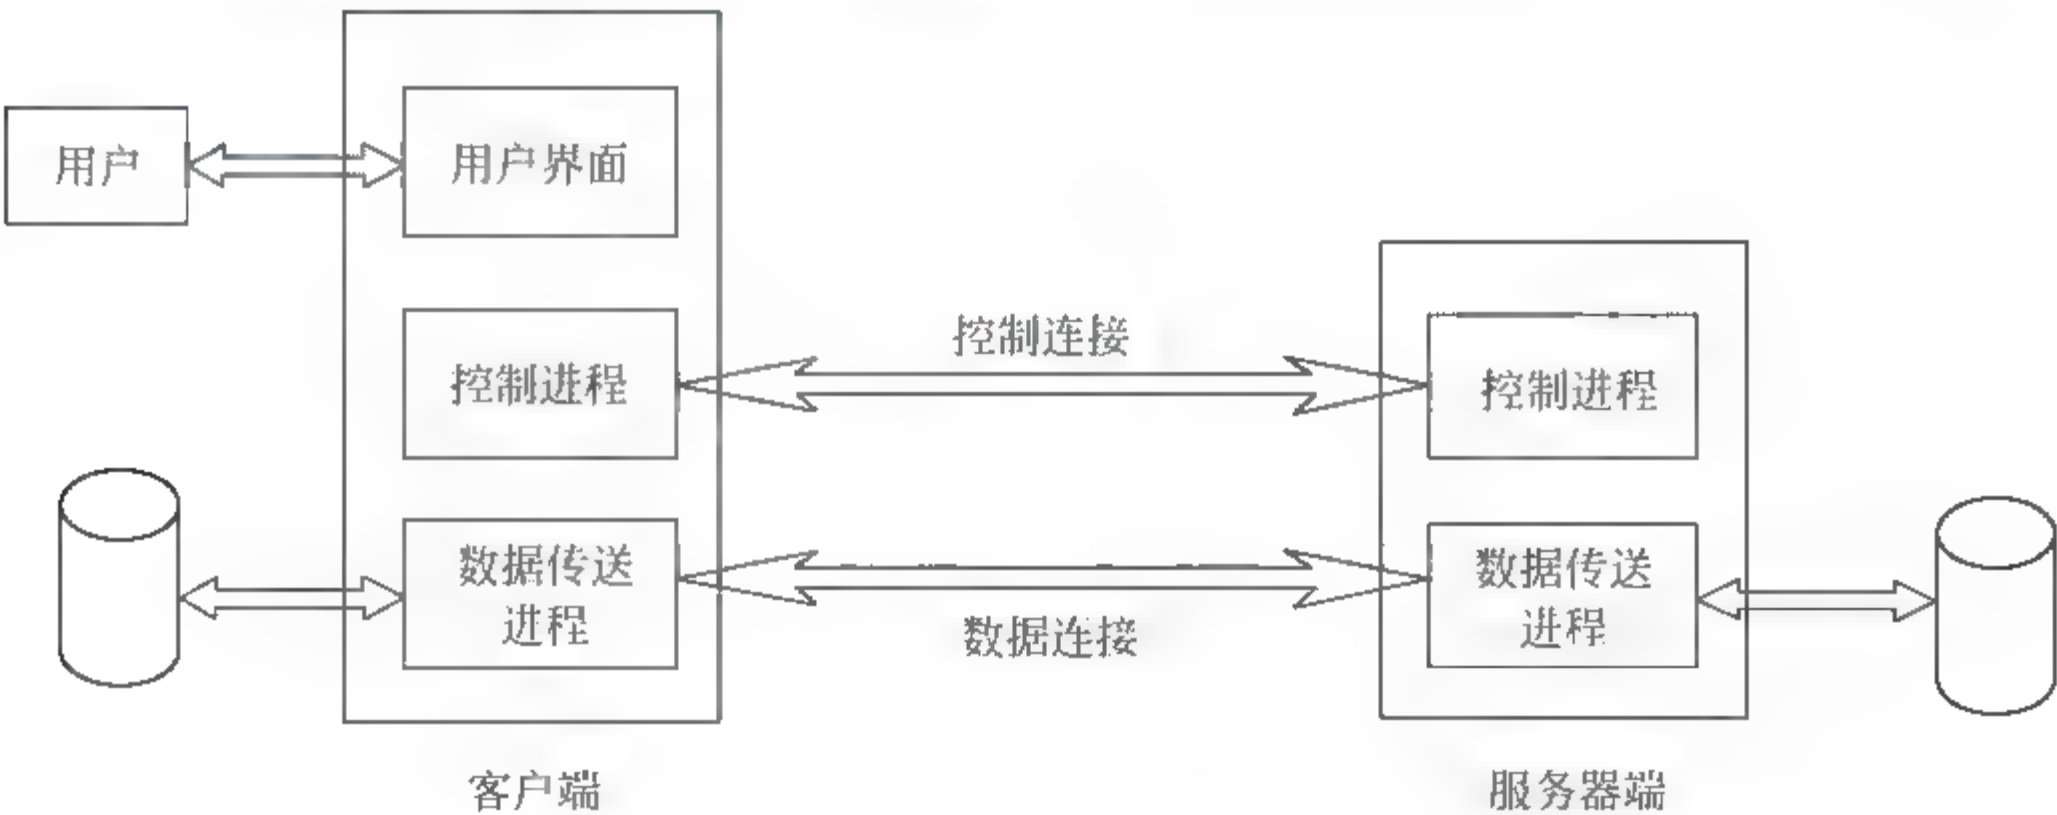 用户
用户界面
控制连接
控制进程
控制进程
数据传送
进程
数据传送
进程
数据连接
客户端
服务器端